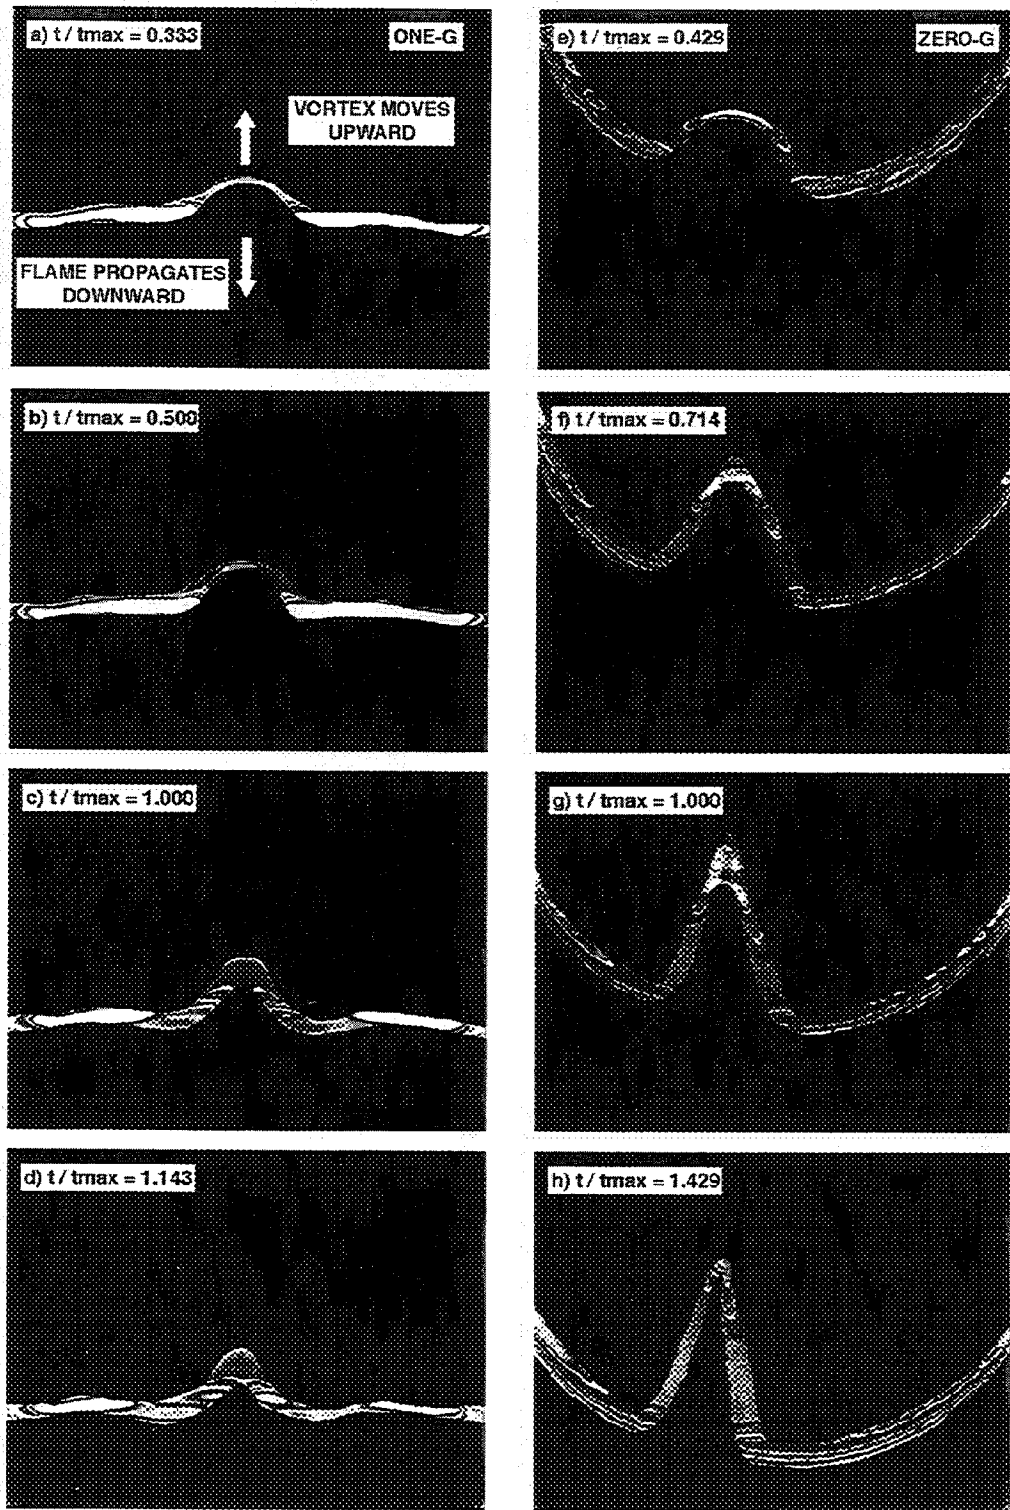 a) t / tmax = 0.333
ONE-G
VORTEX MOVES
UPWARD
FLAME PROPAGATES
DOWNWARD
b) t / tmax = 0.500
c) t / tmax = 1.000
d) t / tmax = 1.143
e) t / tmax = 0.429
ZERO-G
f) t / tmax = 0.714
g) t / tmax = 1.000
h) t / tmax = 1.429